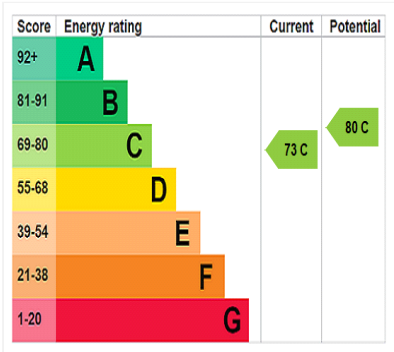 Score Energy rating Current Potential
92+ A
81-91 B
80 C
69-80 C 73 C
55-68 D
39-54 E
21-38 F
1-20 G